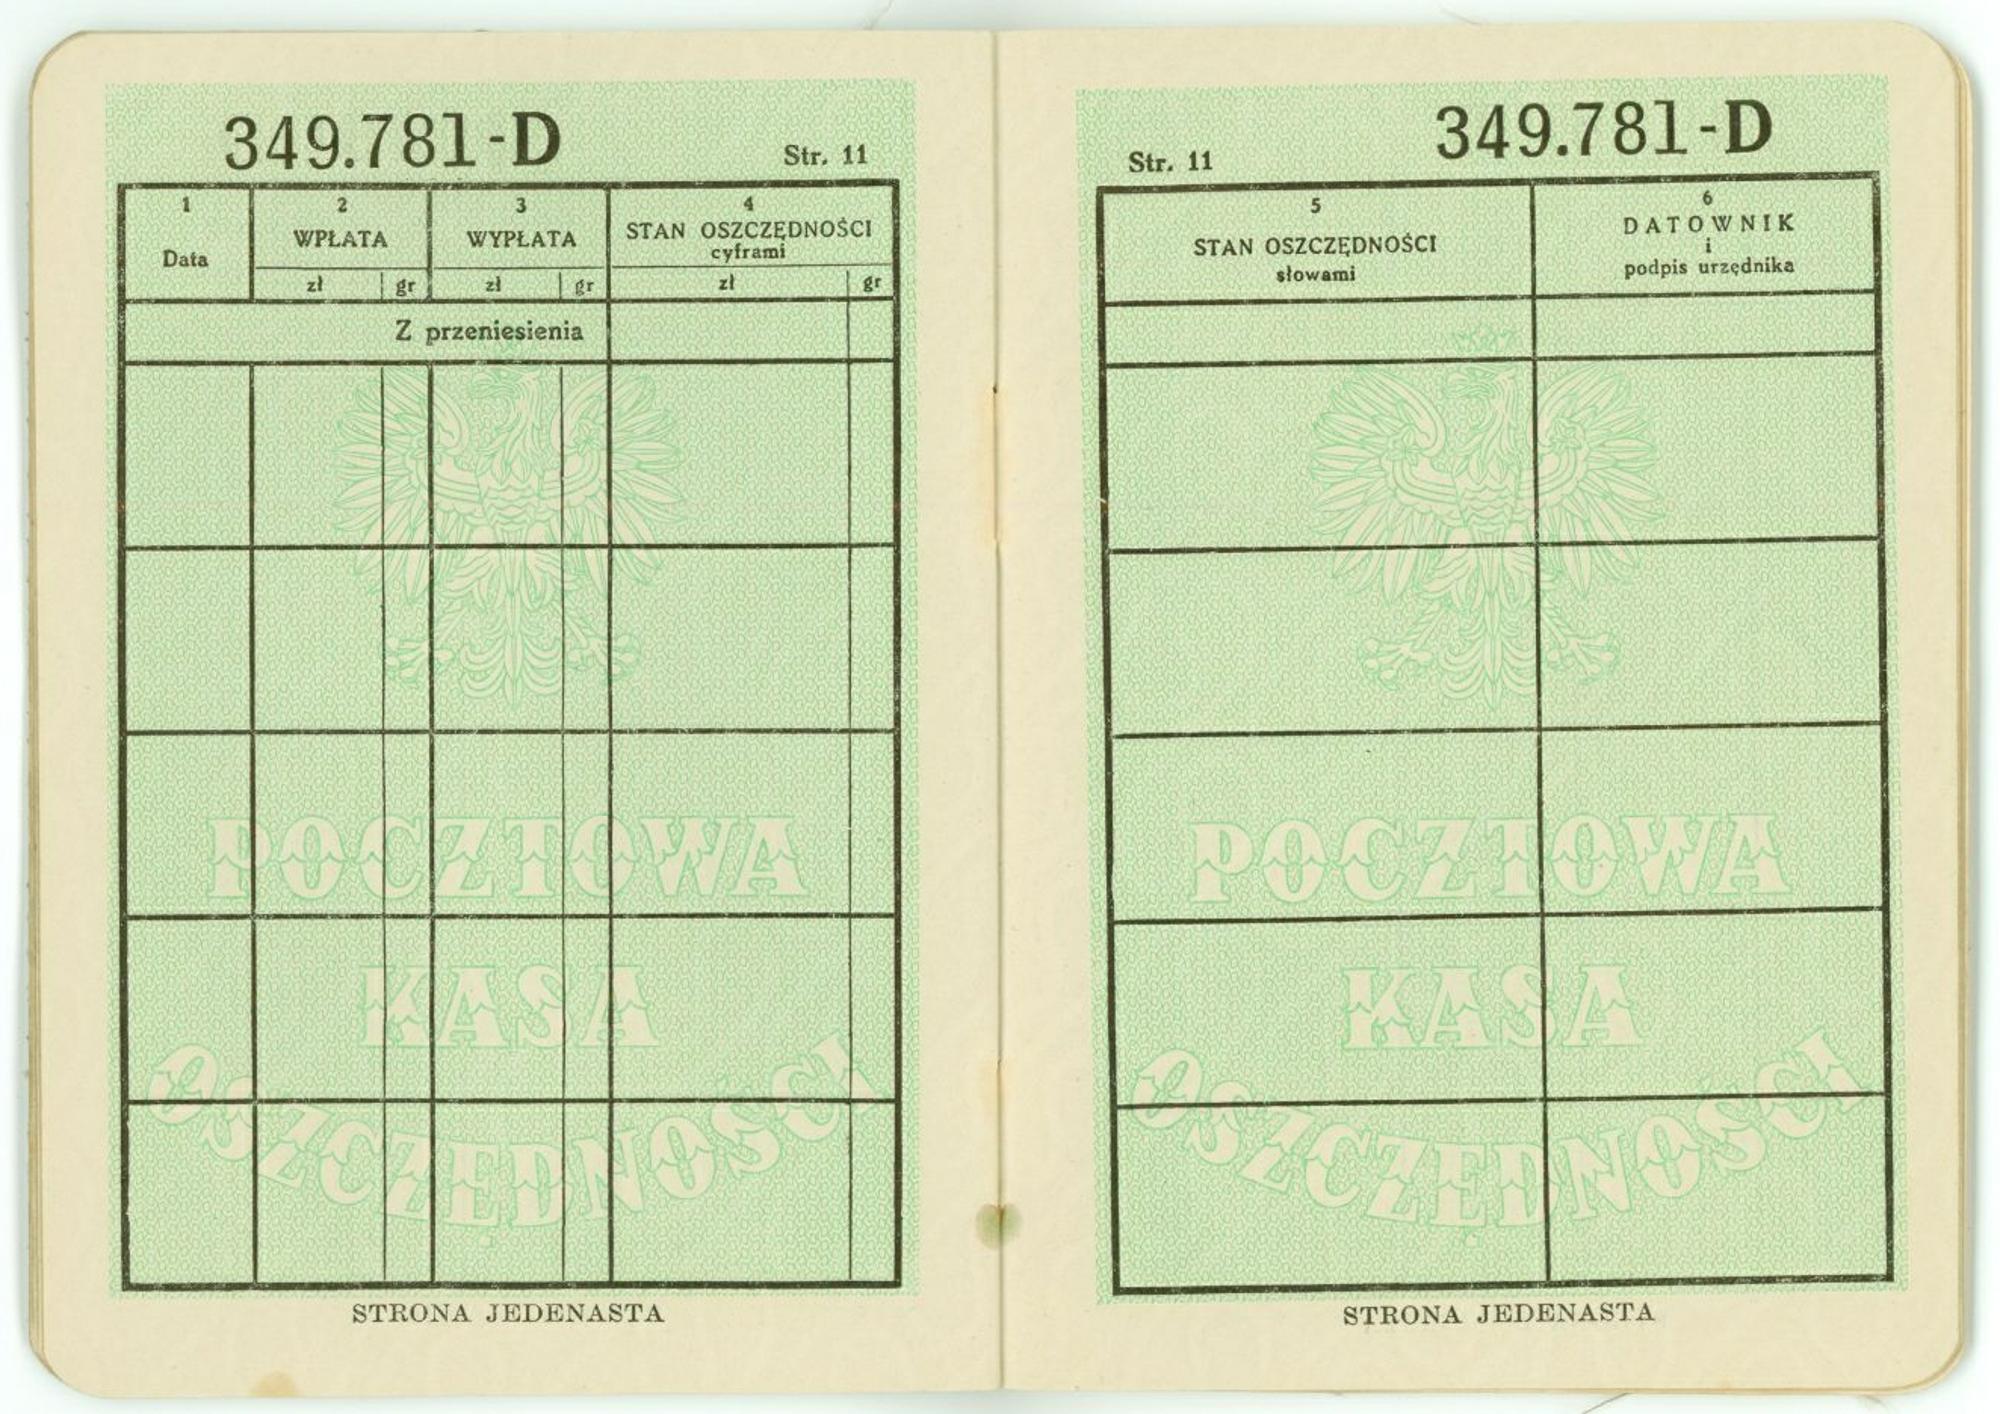 349.781-D
Str. 11
1
Data
2
WPŁATA
zł gr
3
WYPŁATA
zł gr
4
STAN OSZCZĘDNOŚCI
cyframi
zł gr
Z przeniesienia
POCZTOWA
KASA
OSZCZĘDNOŚCI
STRONA JEDENASTA
Str. 11
349.781-D
5
STAN OSZCZĘDNOŚCI
słowami
6
DATOWNIK
i
podpis urzędnika
POCZTOWA
KASA
OSZCZĘDNOŚCI
STRONA JEDENASTA